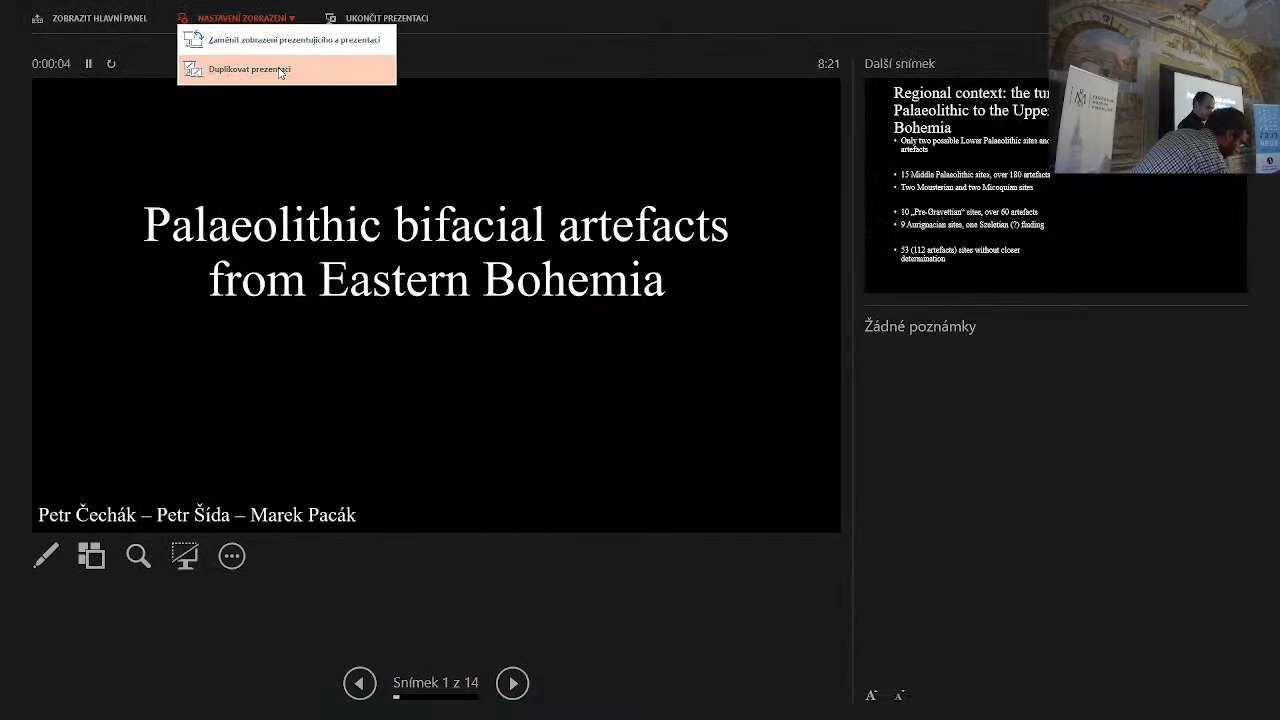 ZOBRAZIT HLAVNÍ PANEL
NASTAVENÍ ZOBRAZENÍ ▼
UKONČIT PREZENTACI
Zaměnit zobrazení prezentujícího a prezentaci
Duplikovat prezentaci
0:00:04
8:21
Palaeolithic bifacial artefacts
from Eastern Bohemia
Petr Čechák – Petr Šída – Marek Pacák
Snímek 1 z 14
Další snímek
Regional context: the tu
Palaeolithic to the Uppe
Bohemia
• Only two possible Lower Palaeolithic sites and
artefacts
• 15 Middle Palaeolithic sites, over 180 artefacts
• Two Mousterian and two Micoquian sites
• 10 „Pre-Gravettian“ sites, over 60 artefacts
• 9 Aurignacian sites, one Szeletian (?) finding
• 53 (112 artefacts) sites without closer
determination
Žádné poznámky
A A